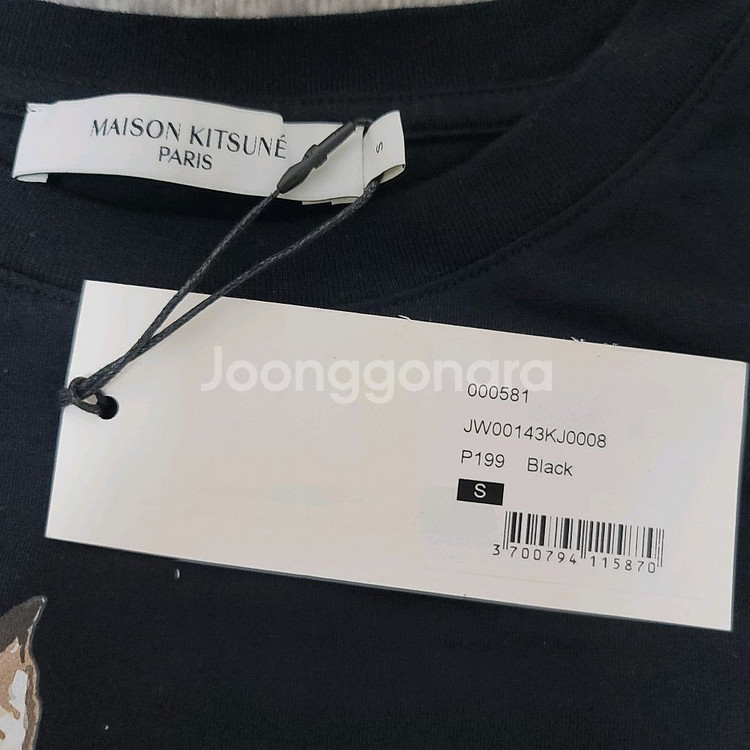 MAISON KITSUNÉ
PARIS
S
Joonggonara
000581
JW00143KJ0008
P199 Black
S
3 700794 115870